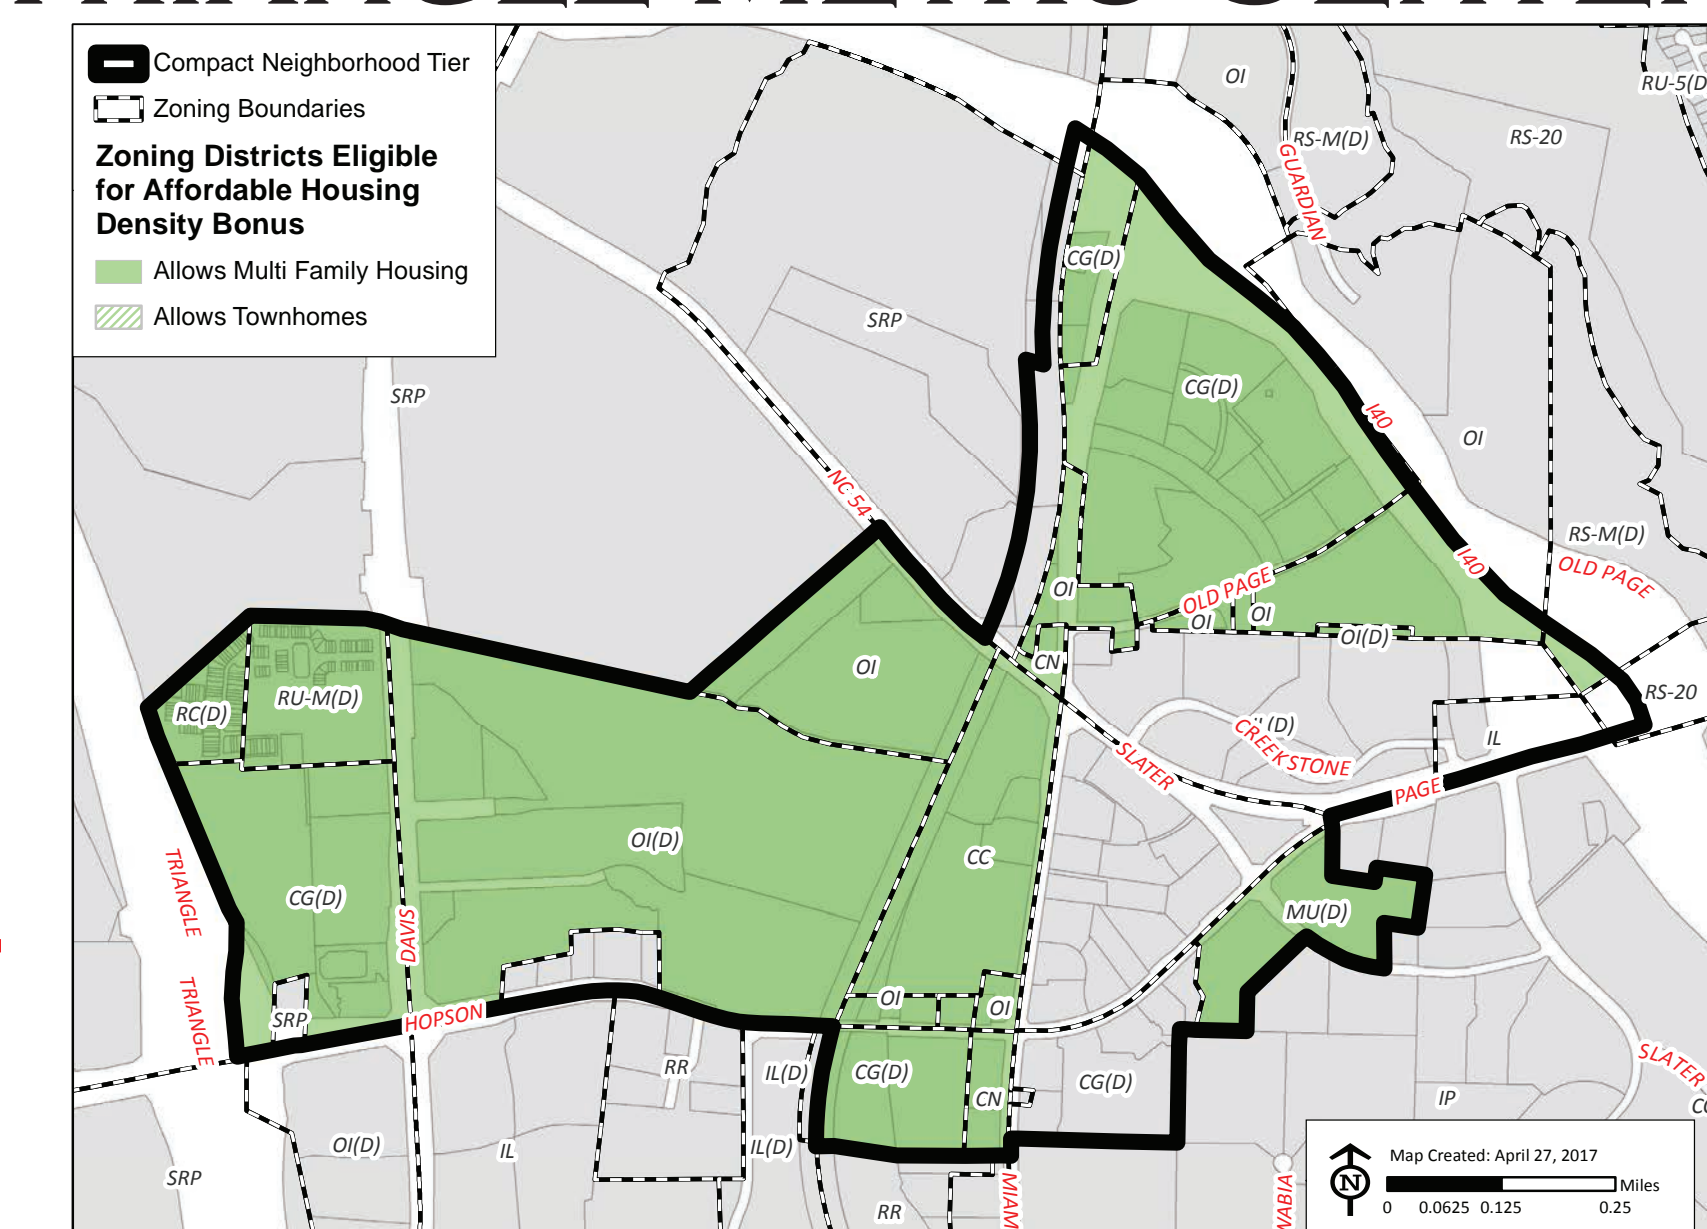 Compact Neighborhood Tier
Zoning Boundaries
Zoning Districts Eligible
for Affordable Housing
Density Bonus
Allows Multi Family Housing
Allows Townhomes
OI
RU-5(D
RS-M(D)
RS-20
GUARDIAN
CG(D)
SRP
SRP
CG(D)
I40
OI
NC 54
RS-M(D)
I40
OLD PAGE
OI
OLD PAGE
OI
OI
OI(D)
CN
OI
RS-20
RC(D)
RU-M(D)
(D)
CREEKSTONE
IL
SLATER
PAGE
OI(D)
CC
TRIANGLE
CG(D)
DAVIS
MU(D)
TRIANGLE
SRP
HOPSON
OI
OI
RR
IL(D)
CG(D)
CN
CG(D)
SLATER
IP
SRP
OI(D)
IL
IL(D)
RR
MIAM
Map Created: April 27, 2017
N
Miles
0 0.0625 0.125 0.25